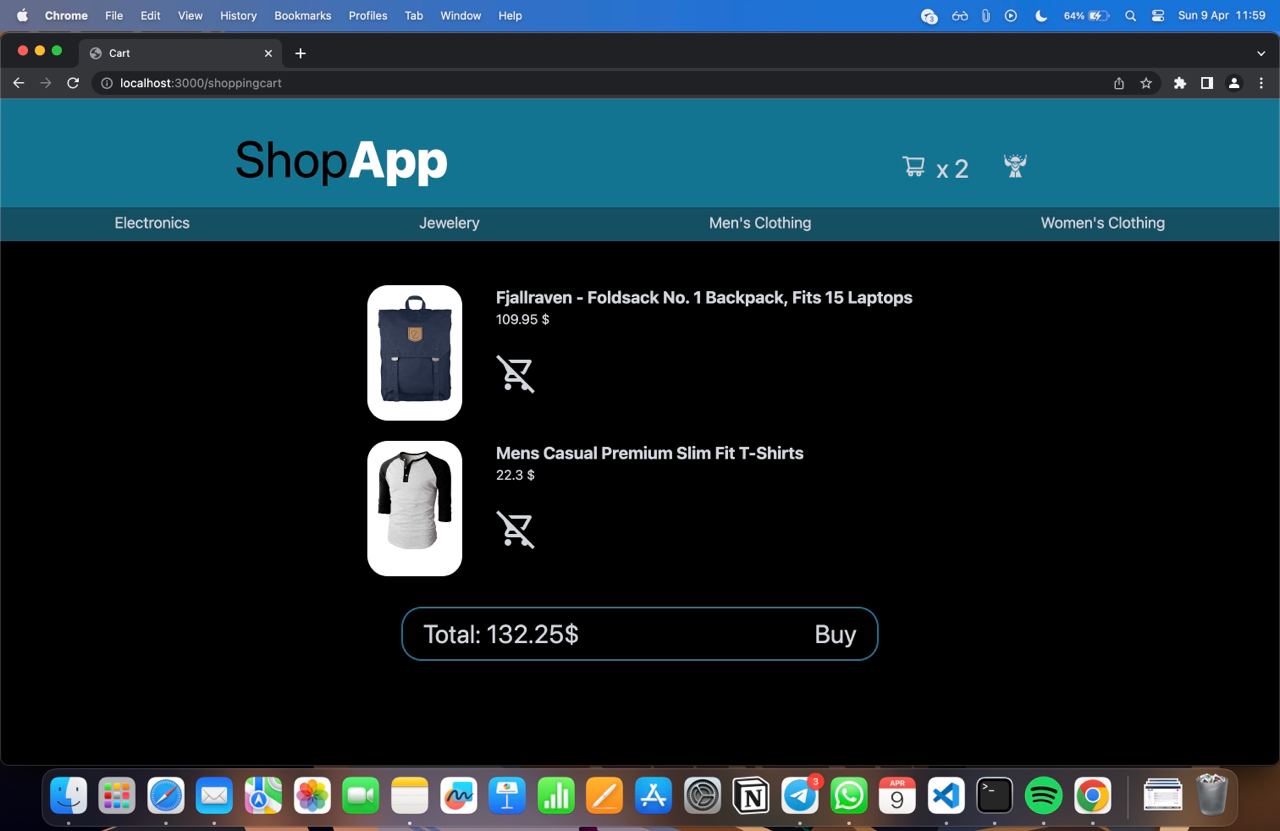 Chrome File Edit View History Bookmarks Profiles Tab Window Help 3 64% Sun 9 Apr 11:59
Cart
localhost:3000/shoppingcart
ShopApp x 2
Electronics Jewelery Men's Clothing Women's Clothing
Fjallraven - Foldsack No. 1 Backpack, Fits 15 Laptops
109.95 $
Mens Casual Premium Slim Fit T-Shirts
22.3 $
Total: 132.25$ Buy
3
APR
9